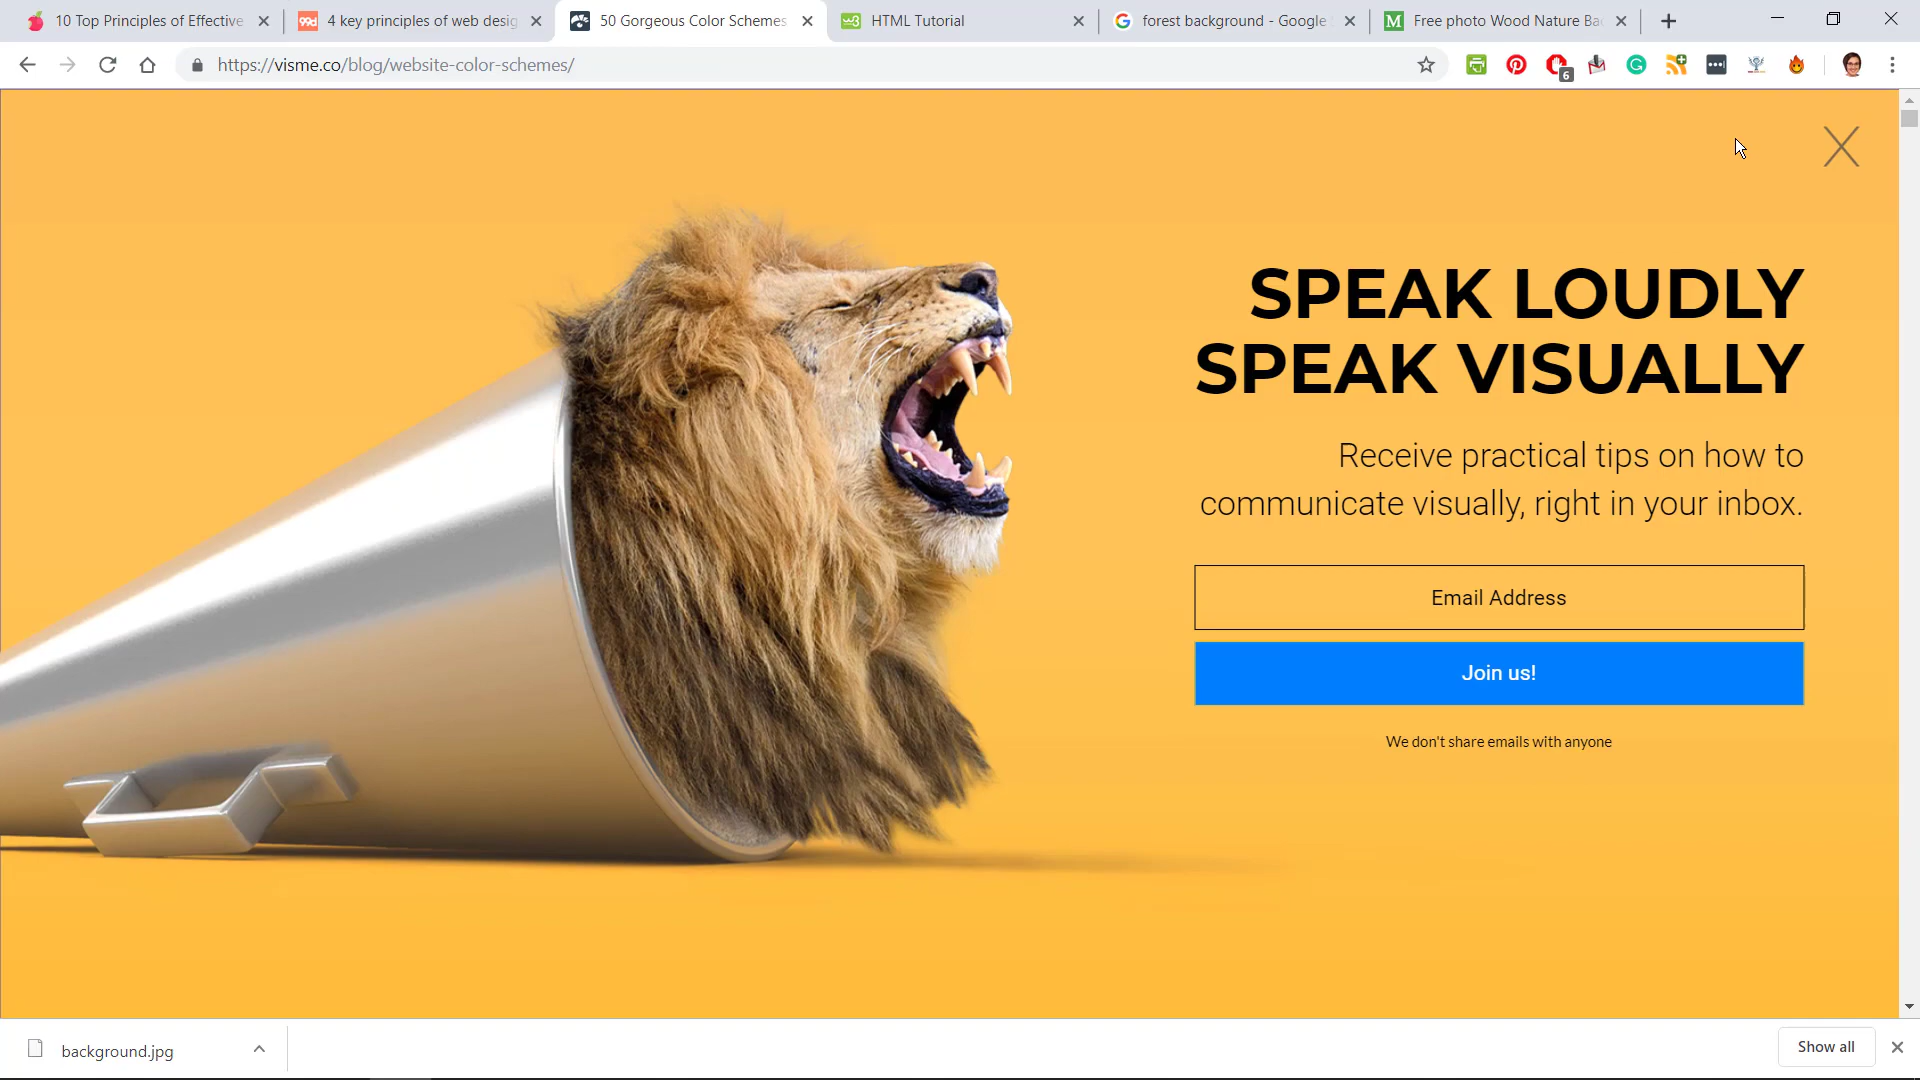 10 Top Principles of Effective
99d
4 key principles of web desig
50 Gorgeous Color Schemes
w3
HTML Tutorial
G
forest background - Google
M
Free photo Wood Nature Ba
https://visme.co/blog/website-color-schemes/
6
SPEAK LOUDLY
SPEAK VISUALLY
Receive practical tips on how to
communicate visually, right in your inbox.
Email Address
Join us!
We don't share emails with anyone
background.jpg
Show all